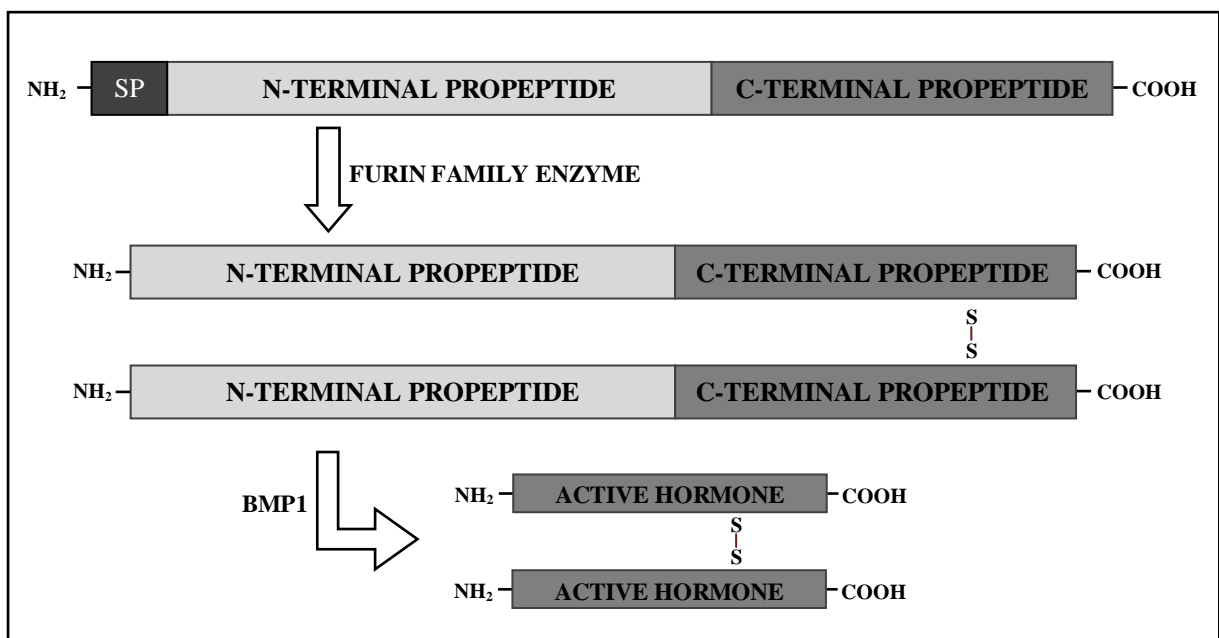 NH₂ SP N-TERMINAL PROPEPTIDE C-TERMINAL PROPEPTIDE COOH
FURIN FAMILY ENZYME
NH₂ N-TERMINAL PROPEPTIDE C-TERMINAL PROPEPTIDE COOH
S
S
NH₂ N-TERMINAL PROPEPTIDE C-TERMINAL PROPEPTIDE COOH
BMP1
NH₂ ACTIVE HORMONE COOH
S
S
NH₂ ACTIVE HORMONE COOH